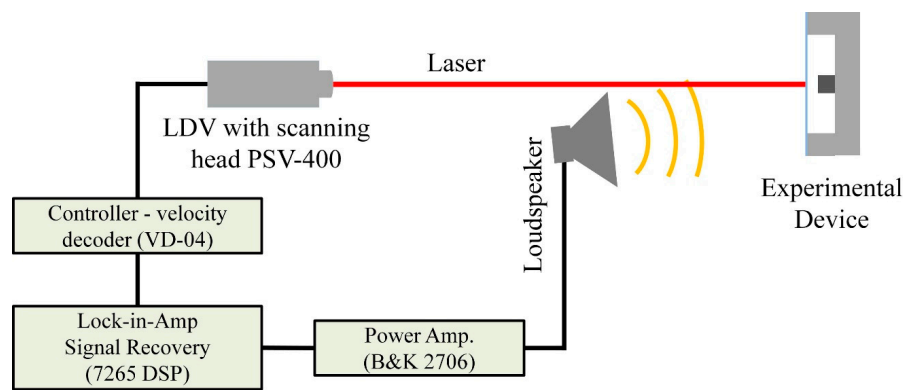 Laser
LDV with scanning
head PSV-400
Loudspeaker
Experimental
Device
Controller - velocity
decoder (VD-04)
Lock-in-Amp
Signal Recovery
(7265 DSP)
Power Amp.
(B&K 2706)